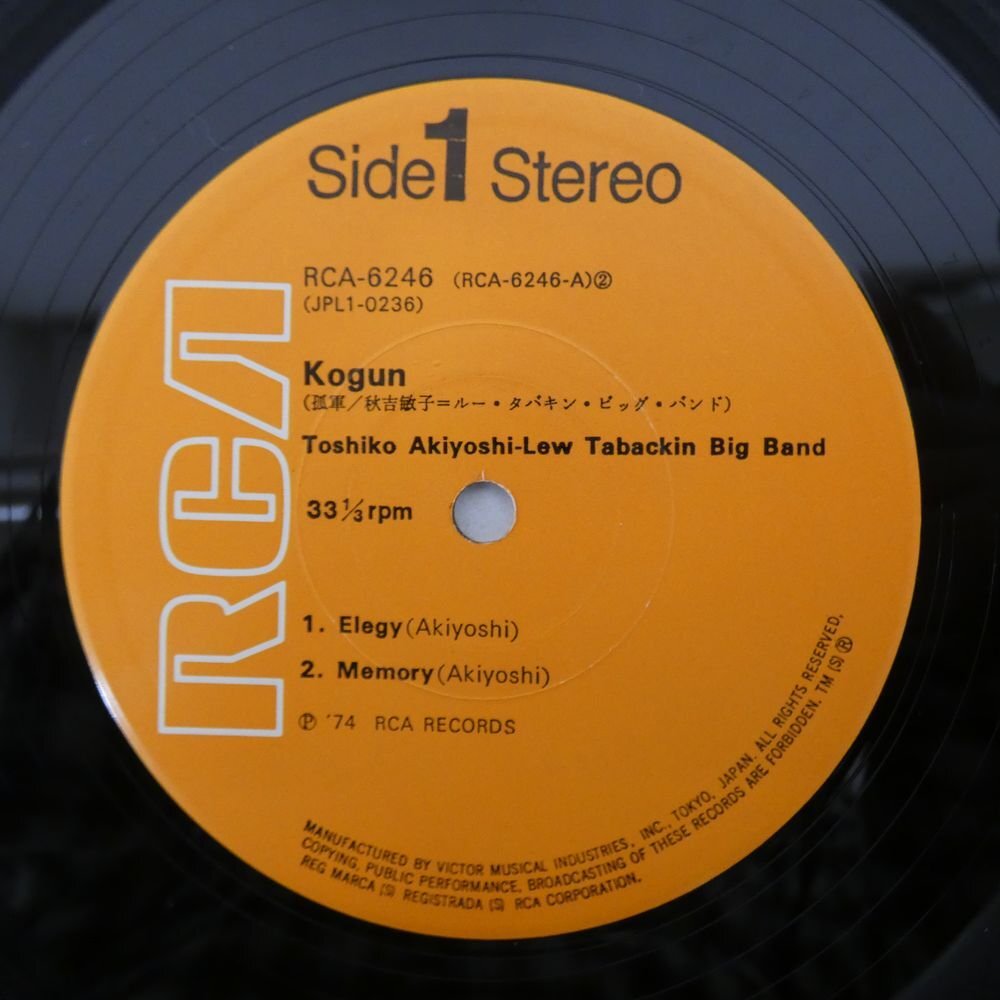 Side 1 Stereo
RCA
RCA-6246 (RCA-6246-A)②
(JPL1-0236)
Kogun
(孤軍／秋吉敏子=ルー・タバキン・ビッグ・バンド)
Toshiko Akiyoshi-Lew Tabackin Big Band
33⅓rpm
1. Elegy(Akiyoshi)
2. Memory(Akiyoshi)
Ⓟ '74 RCA RECORDS
MANUFACTURED BY VICTOR MUSICAL INDUSTRIES, INC., TOKYO, JAPAN. ALL RIGHTS RESERVED.
COPYING, PUBLIC PERFORMANCE, BROADCASTING OF THESE RECORDS ARE FORBIDDEN. TM (S) Ⓡ
REG MARCA (S) REGISTRADA (S) RCA CORPORATION.